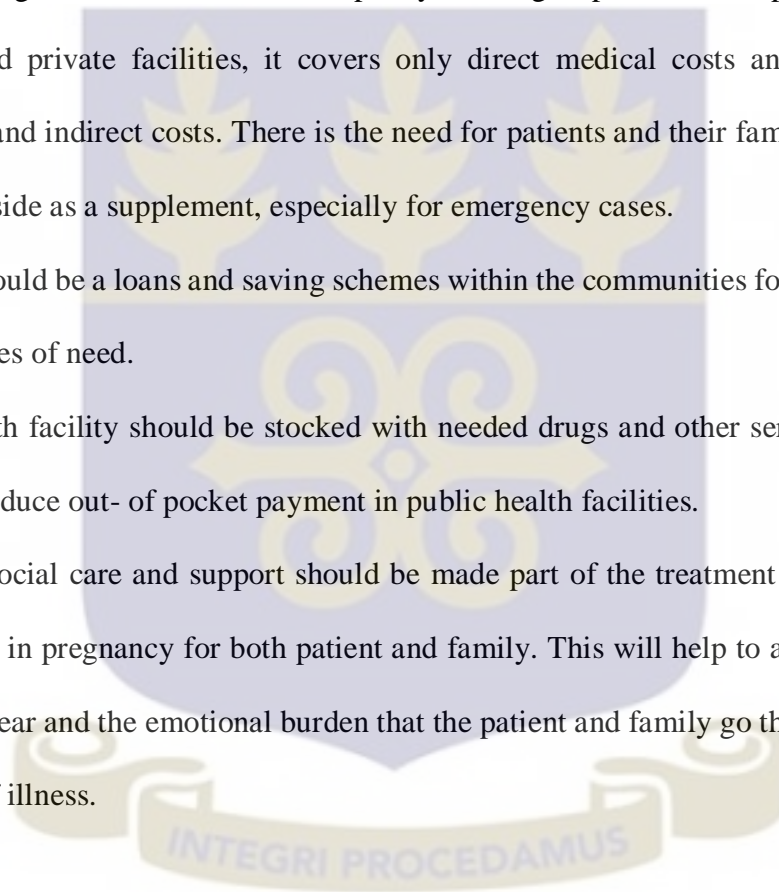 d private facilities, it covers only direct medical costs an
and indirect costs. There is the need for patients and their fam
side as a supplement, especially for emergency cases.
ould be a loans and saving schemes within the communities fo
es of need.
th facility should be stocked with needed drugs and other ser
duce out- of pocket payment in public health facilities.
ocial care and support should be made part of the treatment
in pregnancy for both patient and family. This will help to a
ear and the emotional burden that the patient and family go th
f illness.
INTEGRI PROCEDAMUS